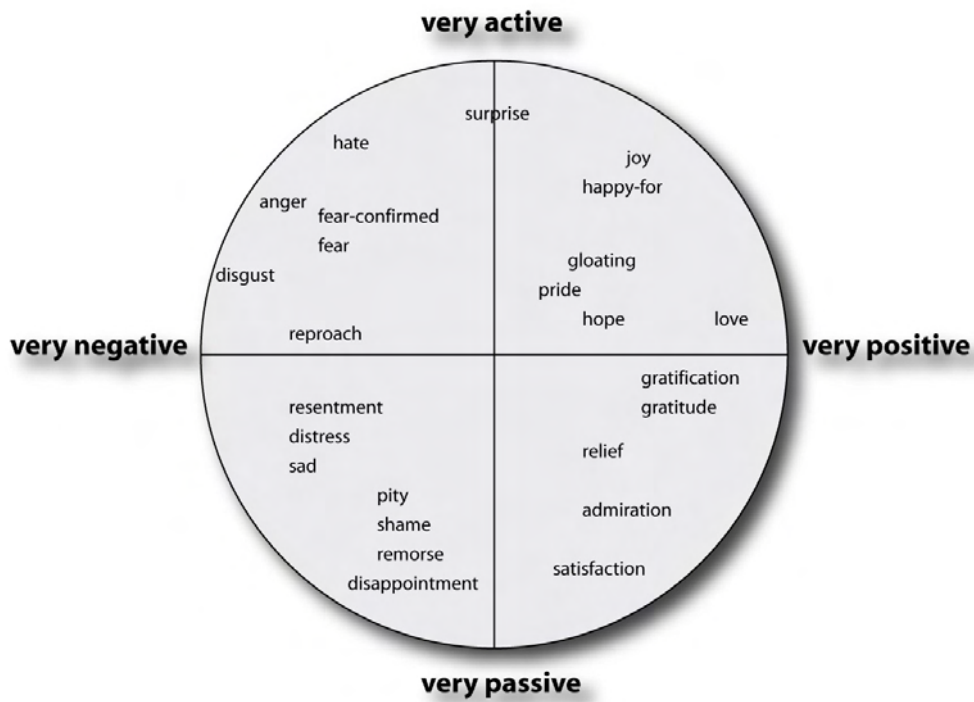 very active
surprise
hate
joy
happy-for
anger
fear-confirmed
fear
gloating
disgust
pride
hope
love
reproach
very negative
very positive
gratification
resentment
gratitude
distress
relief
sad
pity
admiration
shame
remorse
satisfaction
disappointment
very passive